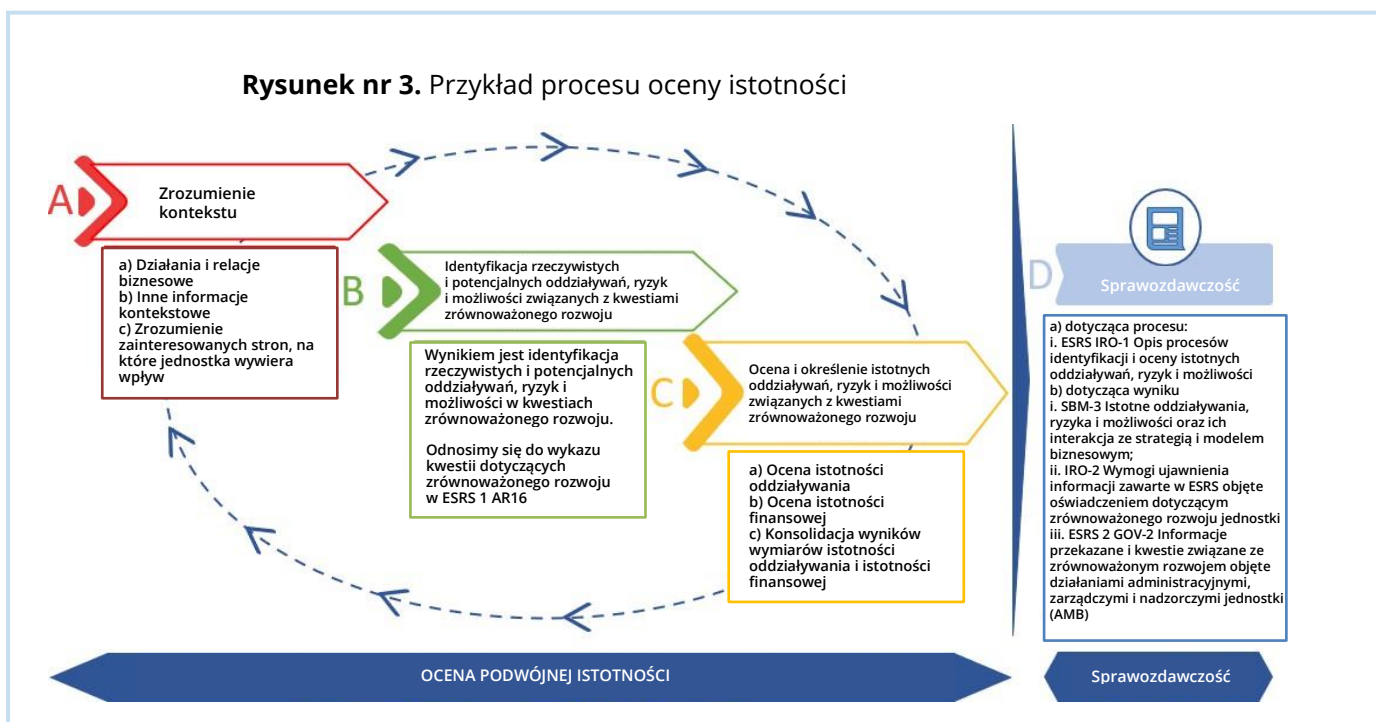 Rysunek nr 3. Przykład procesu oceny istotności
A
Zrozumienie
kontekstu
a) Działania i relacje
biznesowe
b) Inne informacje
kontekstowe
c) Zrozumienie
zainteresowanych stron, na
które jednostka wywiera
wpływ
B
Identyfikacja rzeczywistych
i potencjalnych oddziaływań, ryzyk
i możliwości związanych z kwestiami
zrównoważonego rozwoju
Wynikiem jest identyfikacja
rzeczywistych i potencjalnych
oddziaływań, ryzyk i
możliwości w kwestiach
zrównoważonego rozwoju.
Odnosimy się do wykazu
kwestii dotyczących
zrównoważonego rozwoju
w ESRS 1 AR16
C
Ocena i określenie istotnych
oddziaływań, ryzyk i możliwości
związanych z kwestiami
zrównoważonego rozwoju
a) Ocena istotności
oddziaływania
b) Ocena istotności
finansowej
c) Konsolidacja wyników
wymiarów istotności
oddziaływania i istotności
finansowej
D
Sprawozdawczość
a) dotycząca procesu:
i. ESRS IRO-1 Opis procesów
identyfikacji i oceny istotnych
oddziaływań, ryzyk i możliwości
b) dotycząca wyniku
i. SBM-3 Istotne oddziaływania,
ryzyka i możliwości oraz ich
interakcja ze strategią i modelem
biznesowym;
ii. IRO-2 Wymogi ujawnienia
informacji zawarte w ESRS objęte
oświadczeniem dotyczącym
zrównoważonego rozwoju jednostki
iii. ESRS 2 GOV-2 Informacje
przekazane i kwestie związane ze
zrównoważonym rozwojem objęte
działaniami administracyjnymi,
zarządczymi i nadzorczymi jednostki
(AMB)
OCENA PODWÓJNEJ ISTOTNOŚCI
Sprawozdawczość